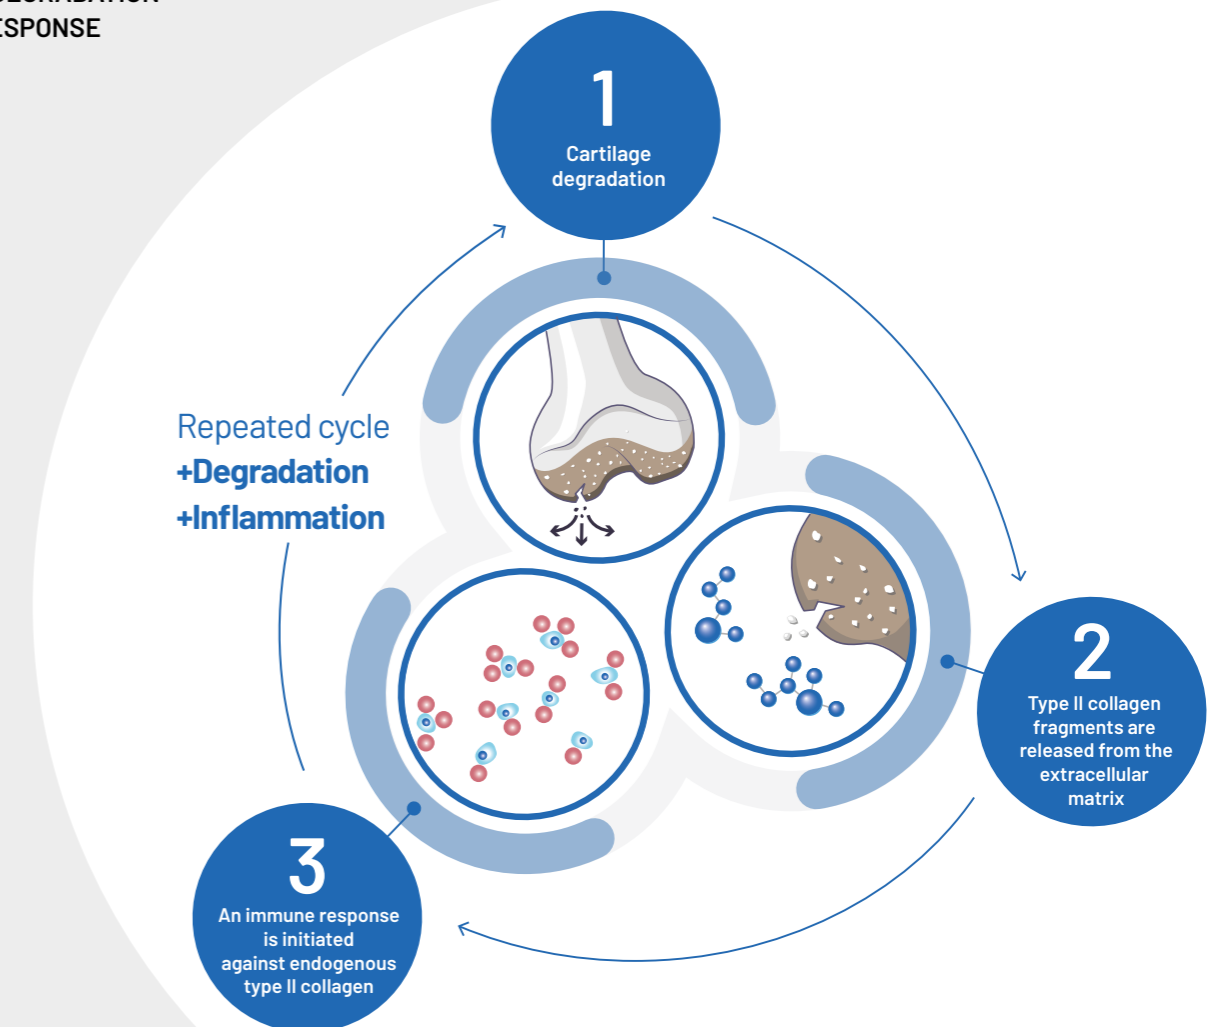 ESPONSE
1
Cartilage
degradation
Repeated cycle
+Degradation
+Inflammation
2
Type II collagen
fragments are
released from the
extracellular
matrix
3
An immune response
is initiated
against endogenous
type II collagen